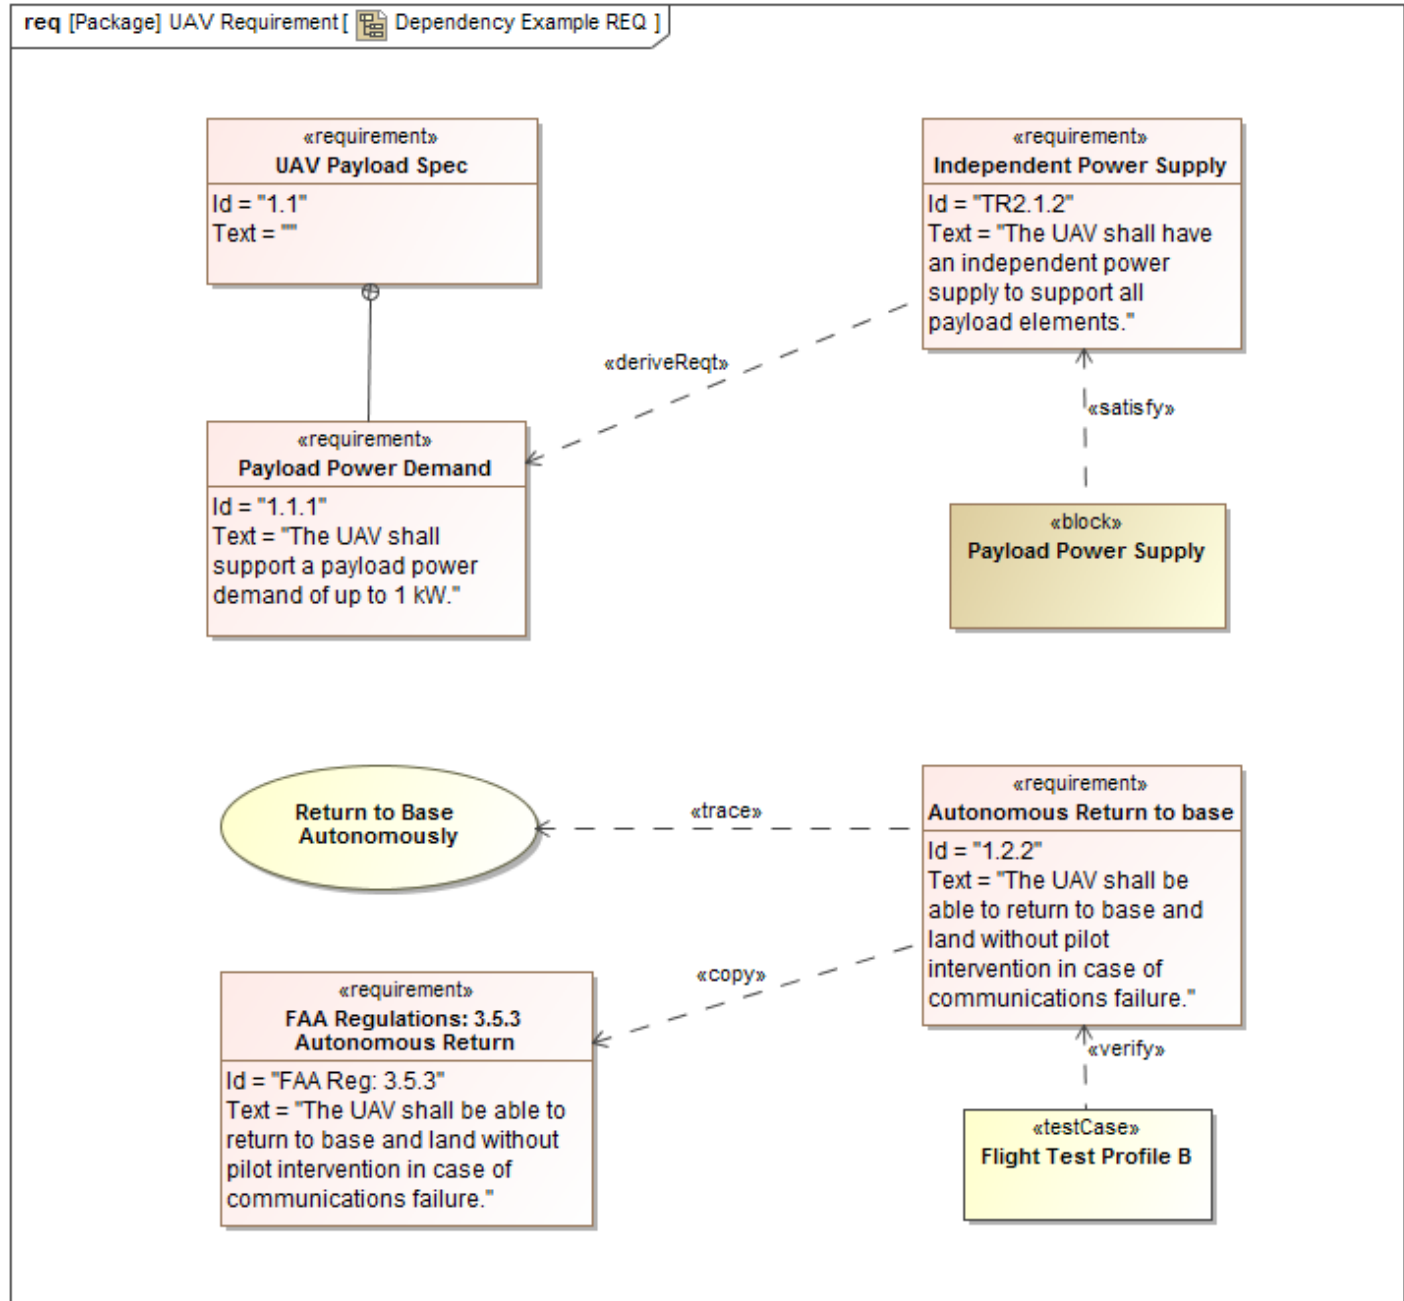 req [Package] UAV Requirement [ Dependency Example REQ ]
«requirement»
UAV Payload Spec
Id = "1.1"
Text = ""
«requirement»
Independent Power Supply
Id = "TR2.1.2"
Text = "The UAV shall have
an independent power
supply to support all
payload elements."
«deriveReqt»
«satisfy»
«requirement»
Payload Power Demand
Id = "1.1.1"
Text = "The UAV shall
support a payload power
demand of up to 1 kW."
«block»
Payload Power Supply
Return to Base
Autonomously
«trace»
«requirement»
Autonomous Return to base
Id = "1.2.2"
Text = "The UAV shall be
able to return to base and
land without pilot
intervention in case of
communications failure."
«copy»
«requirement»
FAA Regulations: 3.5.3
Autonomous Return
Id = "FAA Reg: 3.5.3"
Text = "The UAV shall be able to
return to base and land without
pilot intervention in case of
communications failure."
«verify»
«testCase»
Flight Test Profile B